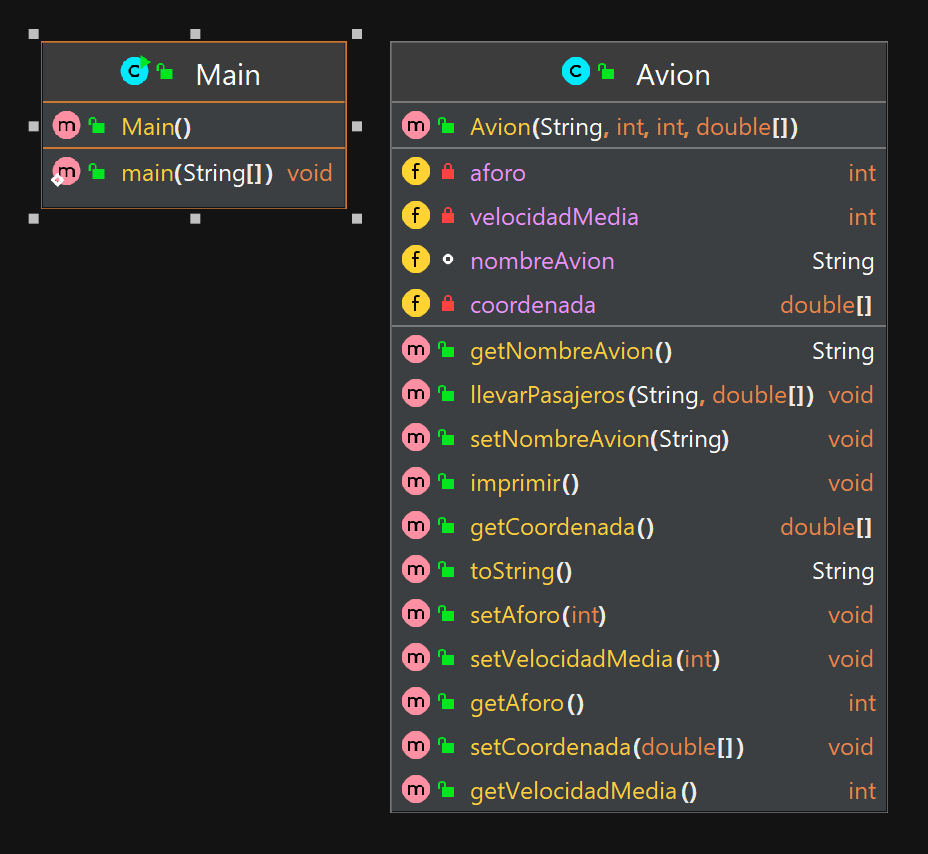 Main
Main()
main(String[]) void
Avion
Avion(String, int, int, double[])
aforo int
velocidadMedia int
nombreAvion String
coordenada double[]
getNombreAvion() String
llevarPasajeros(String, double[]) void
setNombreAvion(String) void
imprimir() void
getCoordenada() double[]
toString() String
setAforo(int) void
setVelocidadMedia(int) void
getAforo() int
setCoordenada(double[]) void
getVelocidadMedia() int